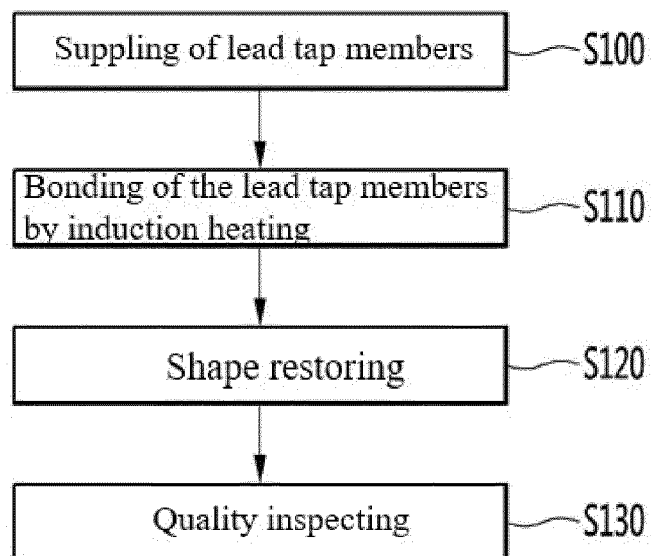 Suppling of lead tap members
S100
Bonding of the lead tap members
by induction heating
S110
Shape restoring
S120
Quality inspecting
S130